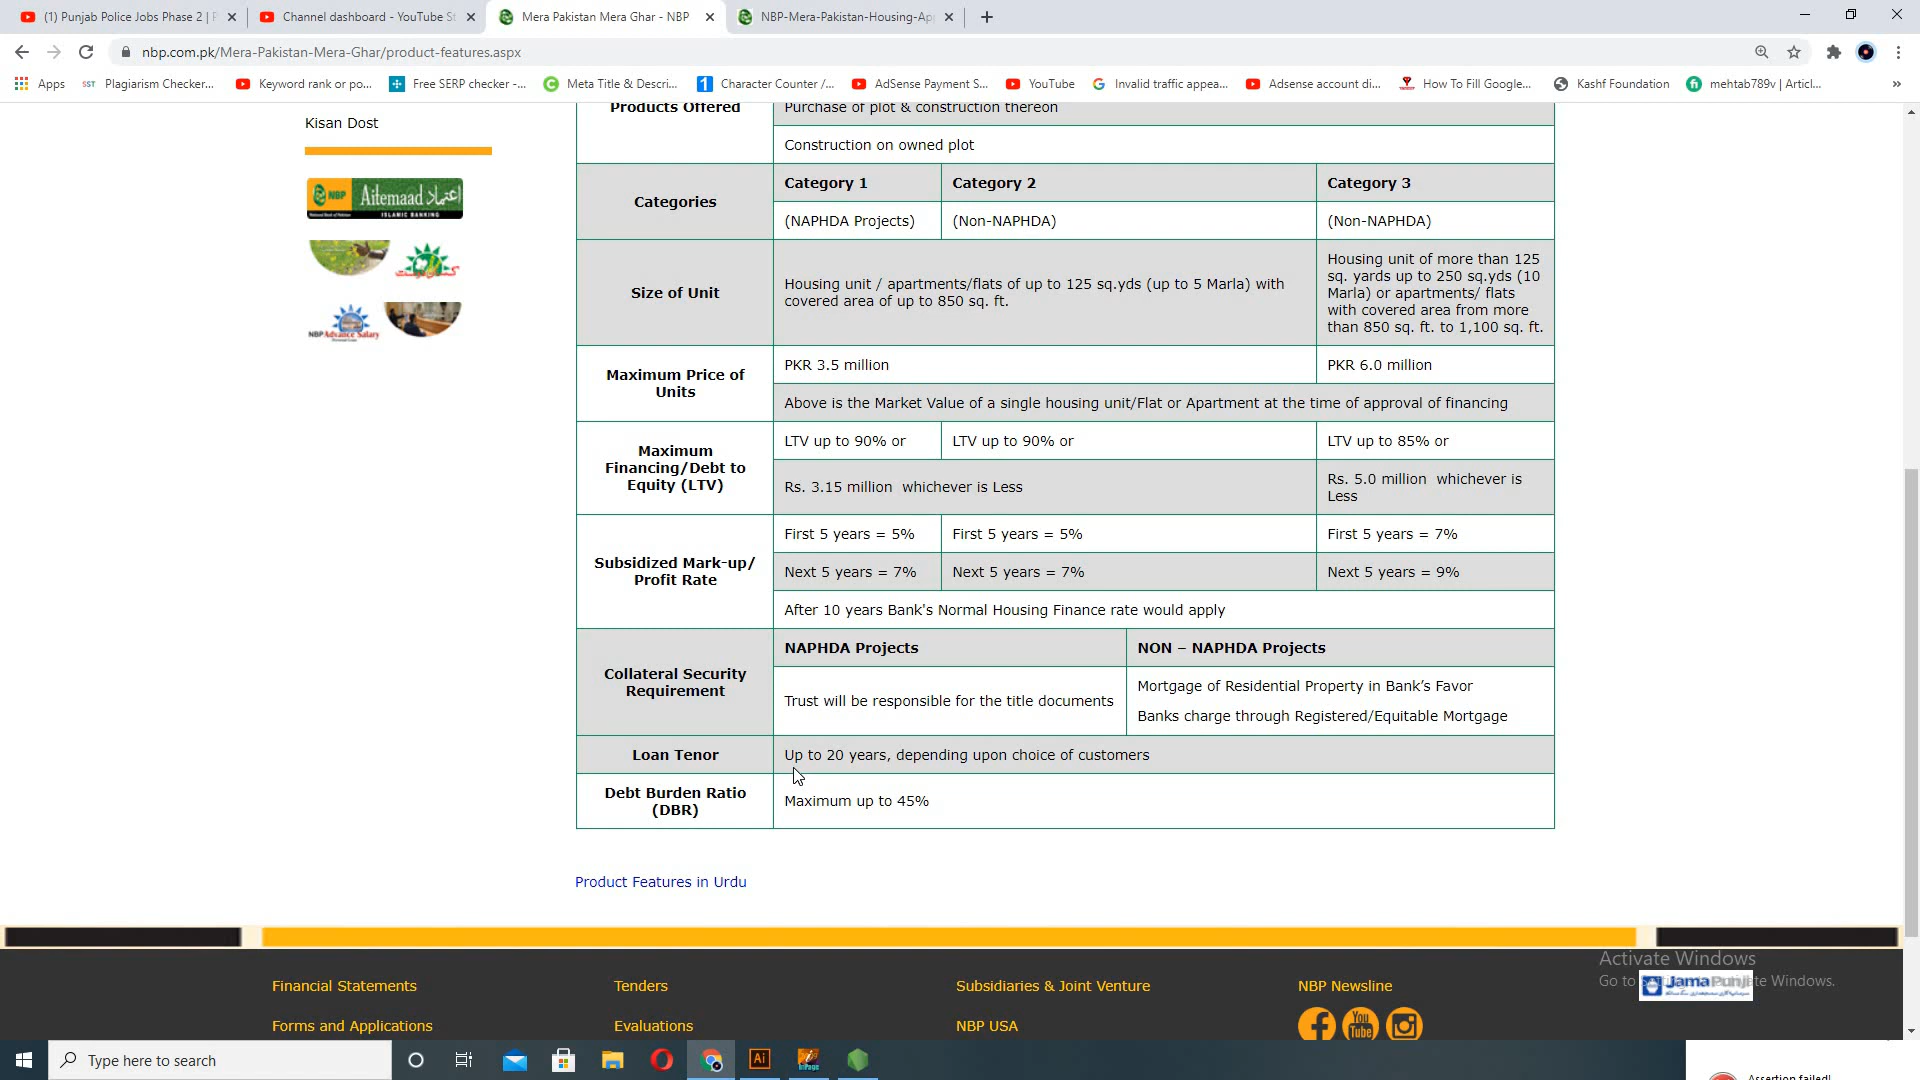 (1) Punjab Police Jobs Phase 2 | P
Channel dashboard - YouTube St
Mera Pakistan Mera Ghar - NBP
NBP-Mera-Pakistan-Housing-Ap
nbp.com.pk/Mera-Pakistan-Mera-Ghar/product-features.aspx
Apps
SST
Plagiarism Checker...
Keyword rank or po...
Free SERP checker -...
Meta Title & Descri...
Character Counter /...
AdSense Payment S...
YouTube
Invalid traffic appea...
Adsense account di...
How To Fill Google...
Kashf Foundation
mehtab789v | Articl...
Kisan Dost
NBP
Aitemaad اعتماد
ISLAMIC BANKING
NBP Advance Salary
Products Offered
Purchase of plot & construction thereon
Construction on owned plot
Categories
Category 1
Category 2
Category 3
(NAPHDA Projects)
(Non-NAPHDA)
(Non-NAPHDA)
Size of Unit
Housing unit / apartments/flats of up to 125 sq.yds (up to 5 Marla) with
covered area of up to 850 sq. ft.
Housing unit of more than 125
sq. yards up to 250 sq.yds (10
Marla) or apartments/ flats
with covered area from more
than 850 sq. ft. to 1,100 sq. ft.
Maximum Price of
Units
PKR 3.5 million
PKR 6.0 million
Above is the Market Value of a single housing unit/Flat or Apartment at the time of approval of financing
Maximum
Financing/Debt to
Equity (LTV)
LTV up to 90% or
LTV up to 90% or
LTV up to 85% or
Rs. 3.15 million whichever is Less
Rs. 5.0 million whichever is
Less
Subsidized Mark-up/
Profit Rate
First 5 years = 5%
First 5 years = 5%
First 5 years = 7%
Next 5 years = 7%
Next 5 years = 7%
Next 5 years = 9%
After 10 years Bank's Normal Housing Finance rate would apply
Collateral Security
Requirement
NAPHDA Projects
NON – NAPHDA Projects
Trust will be responsible for the title documents
Mortgage of Residential Property in Bank’s Favor
Banks charge through Registered/Equitable Mortgage
Loan Tenor
Up to 20 years, depending upon choice of customers
Debt Burden Ratio
(DBR)
Maximum up to 45%
Product Features in Urdu
Activate Windows
Go to S
te Windows.
Jama Punji
Financial Statements
Tenders
Subsidiaries & Joint Venture
NBP Newsline
Forms and Applications
Evaluations
NBP USA
You
Tube
Type here to search
Ai
Assertion failed!